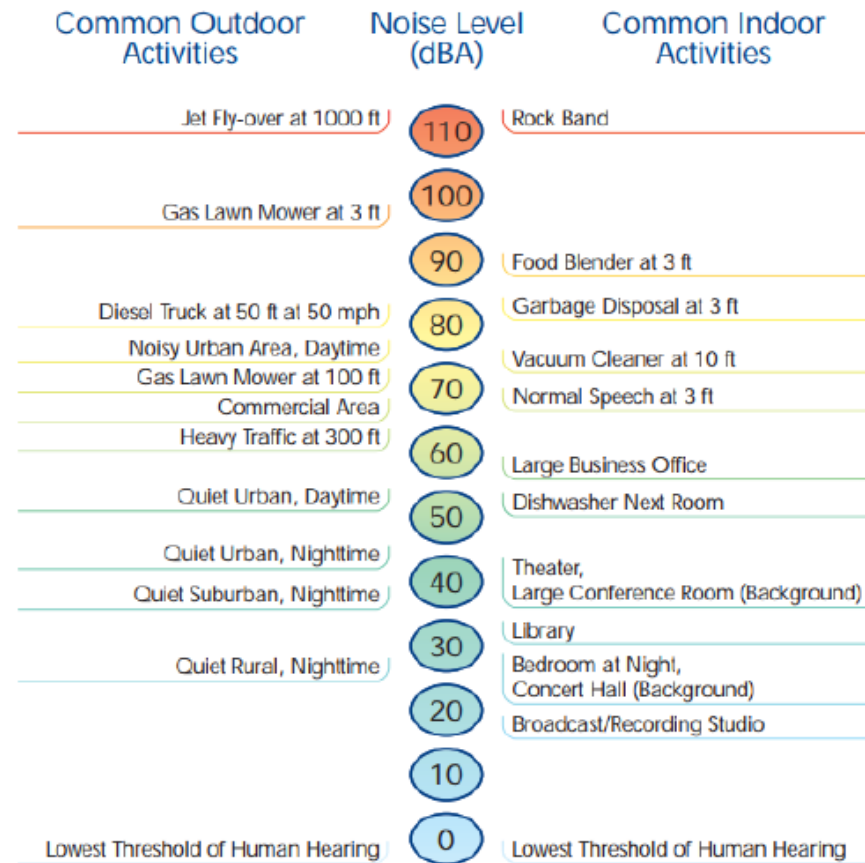 Common Outdoor
Activities
Noise Level
(dBA)
Common Indoor
Activities
Jet Fly-over at 1000 ft
110
Rock Band
100
Gas Lawn Mower at 3 ft
90
Food Blender at 3 ft
Diesel Truck at 50 ft at 50 mph
80
Garbage Disposal at 3 ft
Noisy Urban Area, Daytime
Vacuum Cleaner at 10 ft
Gas Lawn Mower at 100 ft
70
Normal Speech at 3 ft
Commercial Area
Heavy Traffic at 300 ft
60
Large Business Office
Quiet Urban, Daytime
50
Dishwasher Next Room
Quiet Urban, Nighttime
40
Theater,
Large Conference Room (Background)
Quiet Suburban, Nighttime
30
Library
Quiet Rural, Nighttime
Bedroom at Night,
Concert Hall (Background)
20
Broadcast/Recording Studio
10
Lowest Threshold of Human Hearing
0
Lowest Threshold of Human Hearing